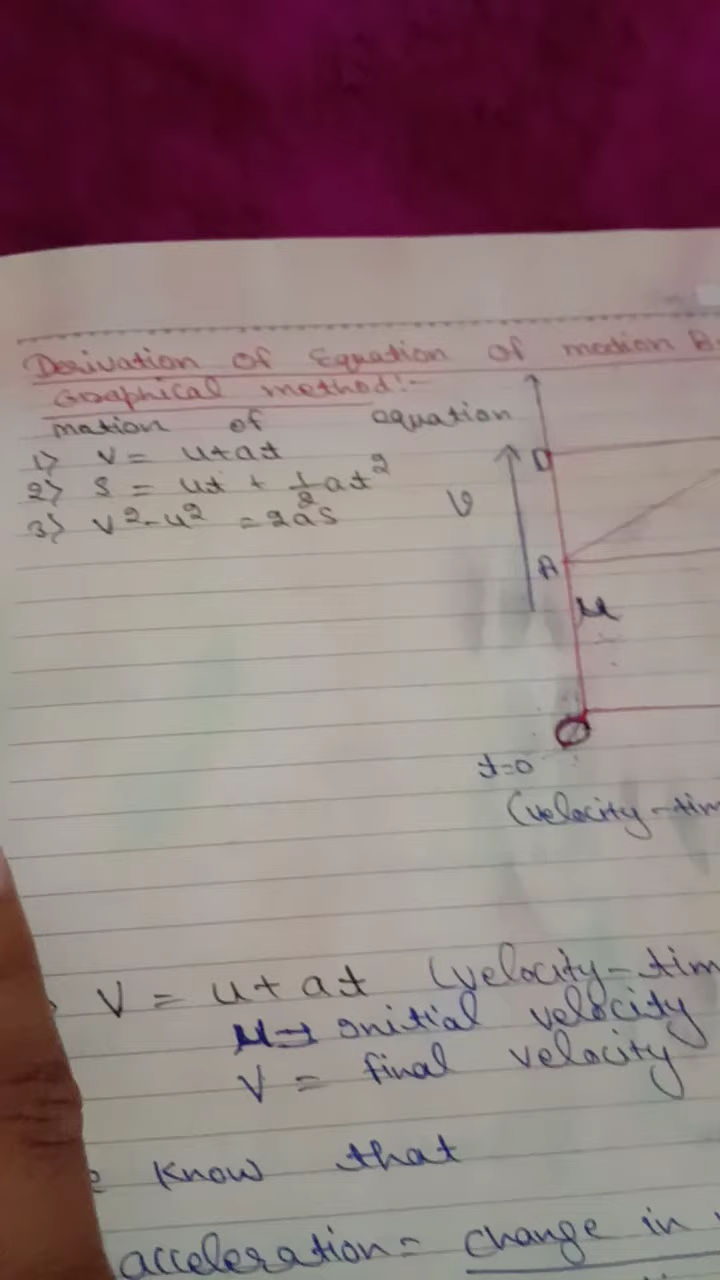 Derivation of Equation of motion
Graphical method:-
mation of equation
1) v = u+at
2) s = ut + 1/2 at²
3) v²-u² = 2as
D
v
A
u
O
t=0
(velocity-tim
V = u+at (velocity-tim
u → initial velocity
V = final velocity
know that
acceleration = change in